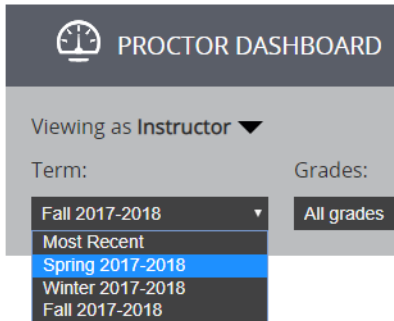 PROCTOR DASHBOARD
Viewing as Instructor
Term: Grades:
Fall 2017-2018 All grades
Most Recent
Spring 2017-2018
Winter 2017-2018
Fall 2017-2018